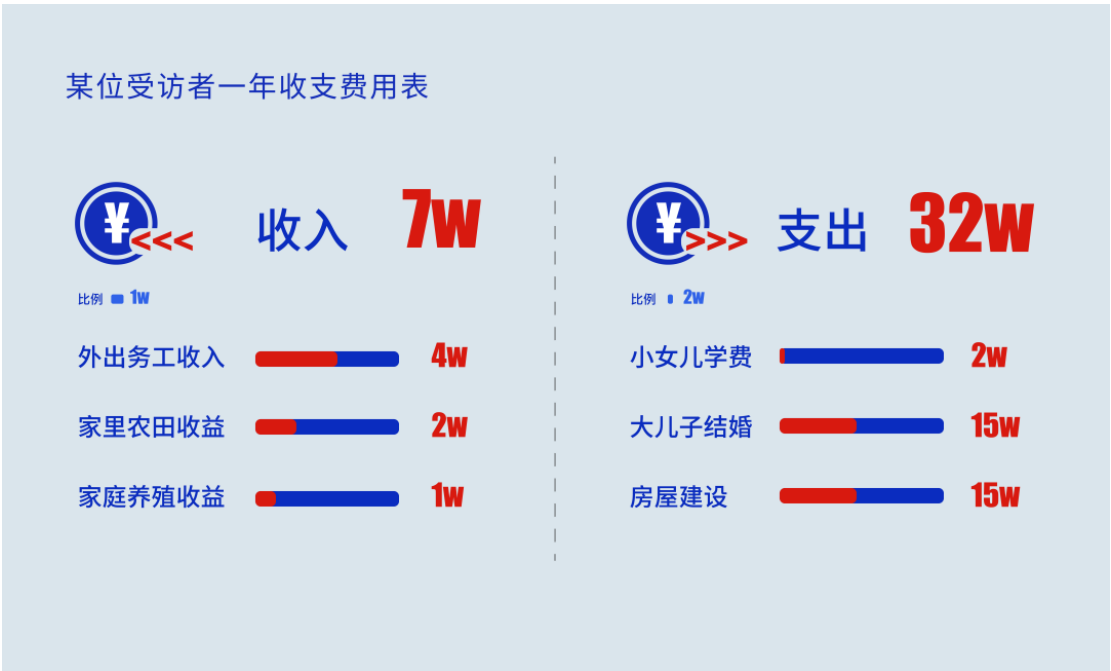 某位受访者一年收支费用表
¥ <<< 收入 7w
比例 1w
外出务工收入 4w
家里农田收益 2w
家庭养殖收益 1w
¥ >>> 支出 32w
比例 2w
小女儿学费 2w
大儿子结婚 15w
房屋建设 15w